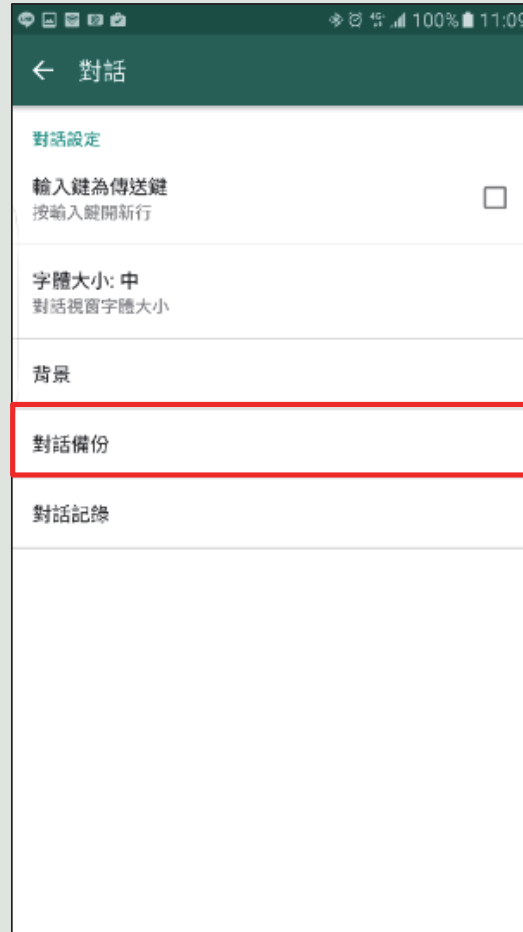 100% 11:09
對話
對話設定
輸入鍵為傳送鍵
按輸入鍵開新行
字體大小: 中
對話視窗字體大小
背景
對話備份
對話記錄